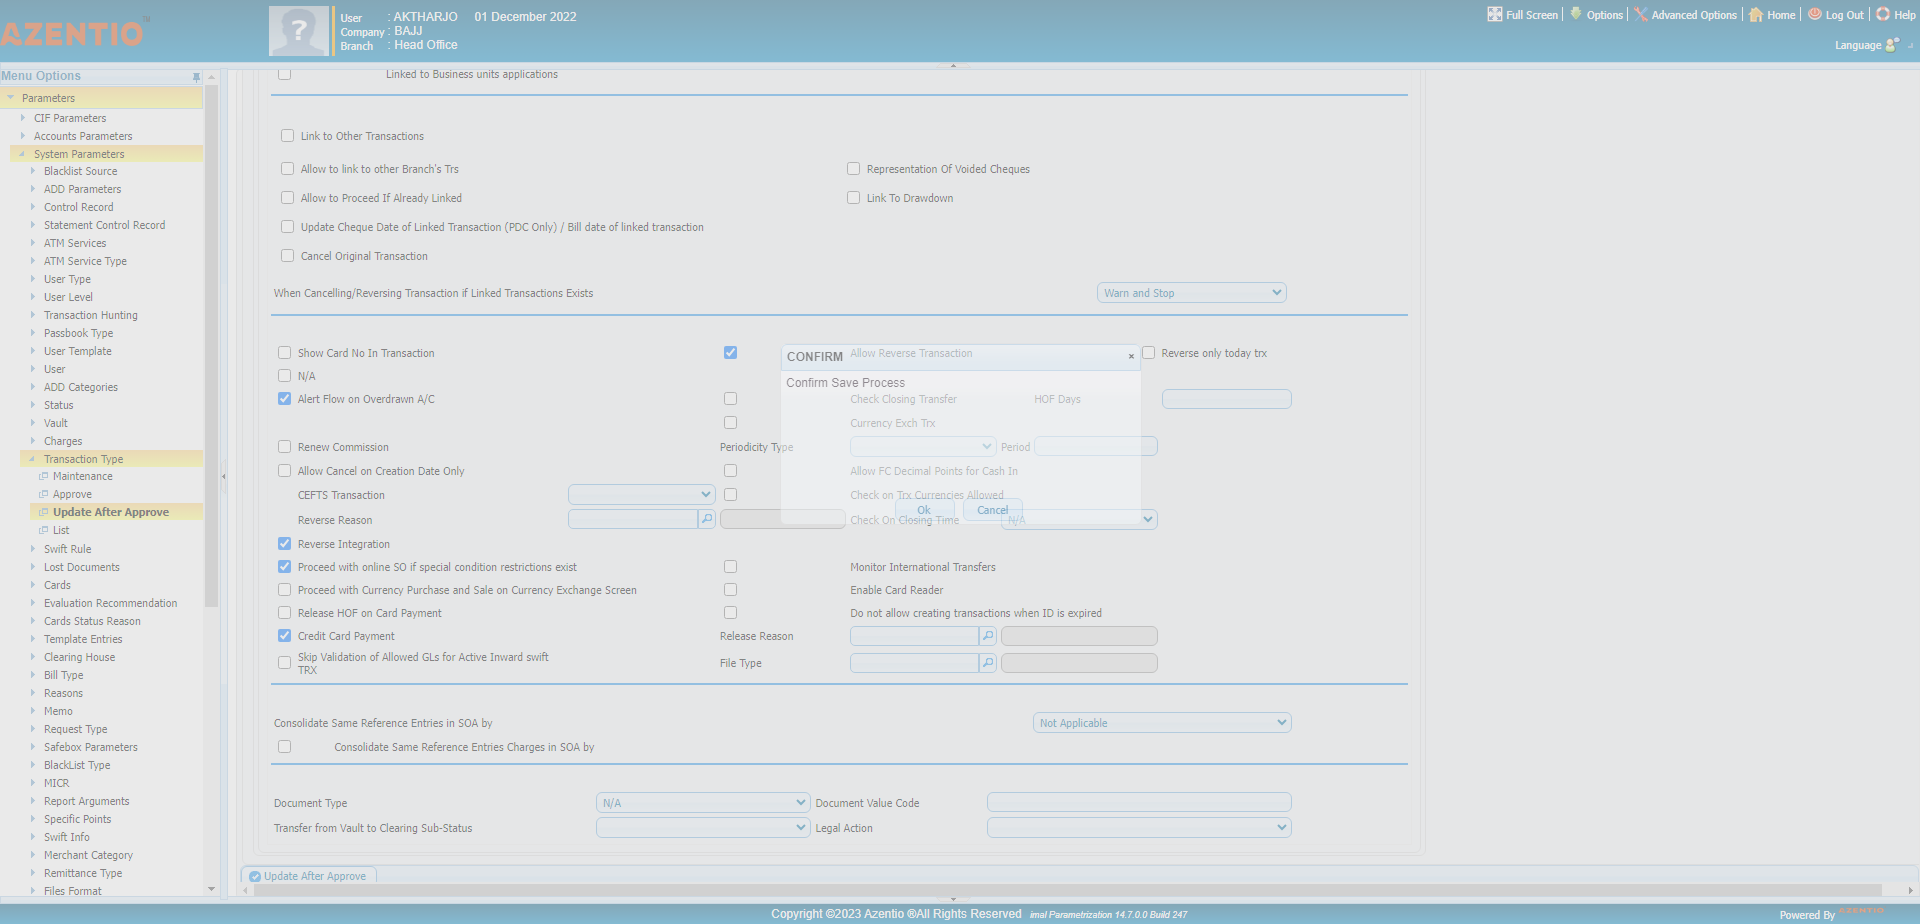 AZENTIO
TM
User : AKTHARJO 01 December 2022
Company : BAJJ
Branch : Head Office
Full Screen
Options
Advanced Options
Home
Log Out
Help
Language
Menu Options
Parameters
CIF Parameters
Accounts Parameters
System Parameters
Blacklist Source
ADD Parameters
Control Record
Statement Control Record
ATM Services
ATM Service Type
User Type
User Level
Transaction Hunting
Passbook Type
User Template
User
ADD Categories
Status
Vault
Charges
Transaction Type
Maintenance
Approve
Update After Approve
List
Swift Rule
Lost Documents
Cards
Evaluation Recommendation
Cards Status Reason
Template Entries
Clearing House
Bill Type
Reasons
Memo
Request Type
Safebox Parameters
BlackList Type
MICR
Report Arguments
Specific Points
Swift Info
Merchant Category
Remittance Type
Files Format
Linked to Business units applications
Link to Other Transactions
Allow to link to other Branch's Trs
Representation Of Voided Cheques
Allow to Proceed If Already Linked
Link To Drawdown
Update Cheque Date of Linked Transaction (PDC Only) / Bill date of linked transaction
Cancel Original Transaction
When Cancelling/Reversing Transaction if Linked Transactions Exists
Warn and Stop
Show Card No In Transaction
Allow Reverse Transaction
Reverse only today trx
N/A
Alert Flow on Overdrawn A/C
Check Closing Transfer
HOF Days
Currency Exch Trx
Renew Commission
Periodicity Type
Period
Allow Cancel on Creation Date Only
Allow FC Decimal Points for Cash In
CEFTS Transaction
Check on Trx Currencies Allowed
Reverse Reason
Check On Closing Time
N/A
Reverse Integration
Proceed with online SO if special condition restrictions exist
Monitor International Transfers
Proceed with Currency Purchase and Sale on Currency Exchange Screen
Enable Card Reader
Release HOF on Card Payment
Do not allow creating transactions when ID is expired
Credit Card Payment
Release Reason
Skip Validation of Allowed GLs for Active Inward swift
TRX
File Type
CONFIRM
×
Confirm Save Process
Ok
Cancel
Consolidate Same Reference Entries in SOA by
Not Applicable
Consolidate Same Reference Entries Charges in SOA by
Document Type
N/A
Document Value Code
Transfer from Vault to Clearing Sub-Status
Legal Action
Update After Approve
Copyright ©2023 Azentio ®All Rights Reserved imal Parametrization 14.7.0.0 Build 247
Powered By AZENTIO